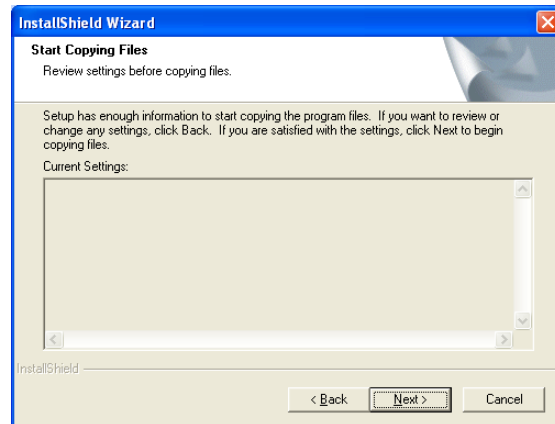 InstallShield Wizard
Start Copying Files
Review settings before copying files.
Setup has enough information to start copying the program files. If you want to review or
change any settings, click Back. If you are satisfied with the settings, click Next to begin
copying files.
Current Settings:
InstallShield
< Back Next > Cancel